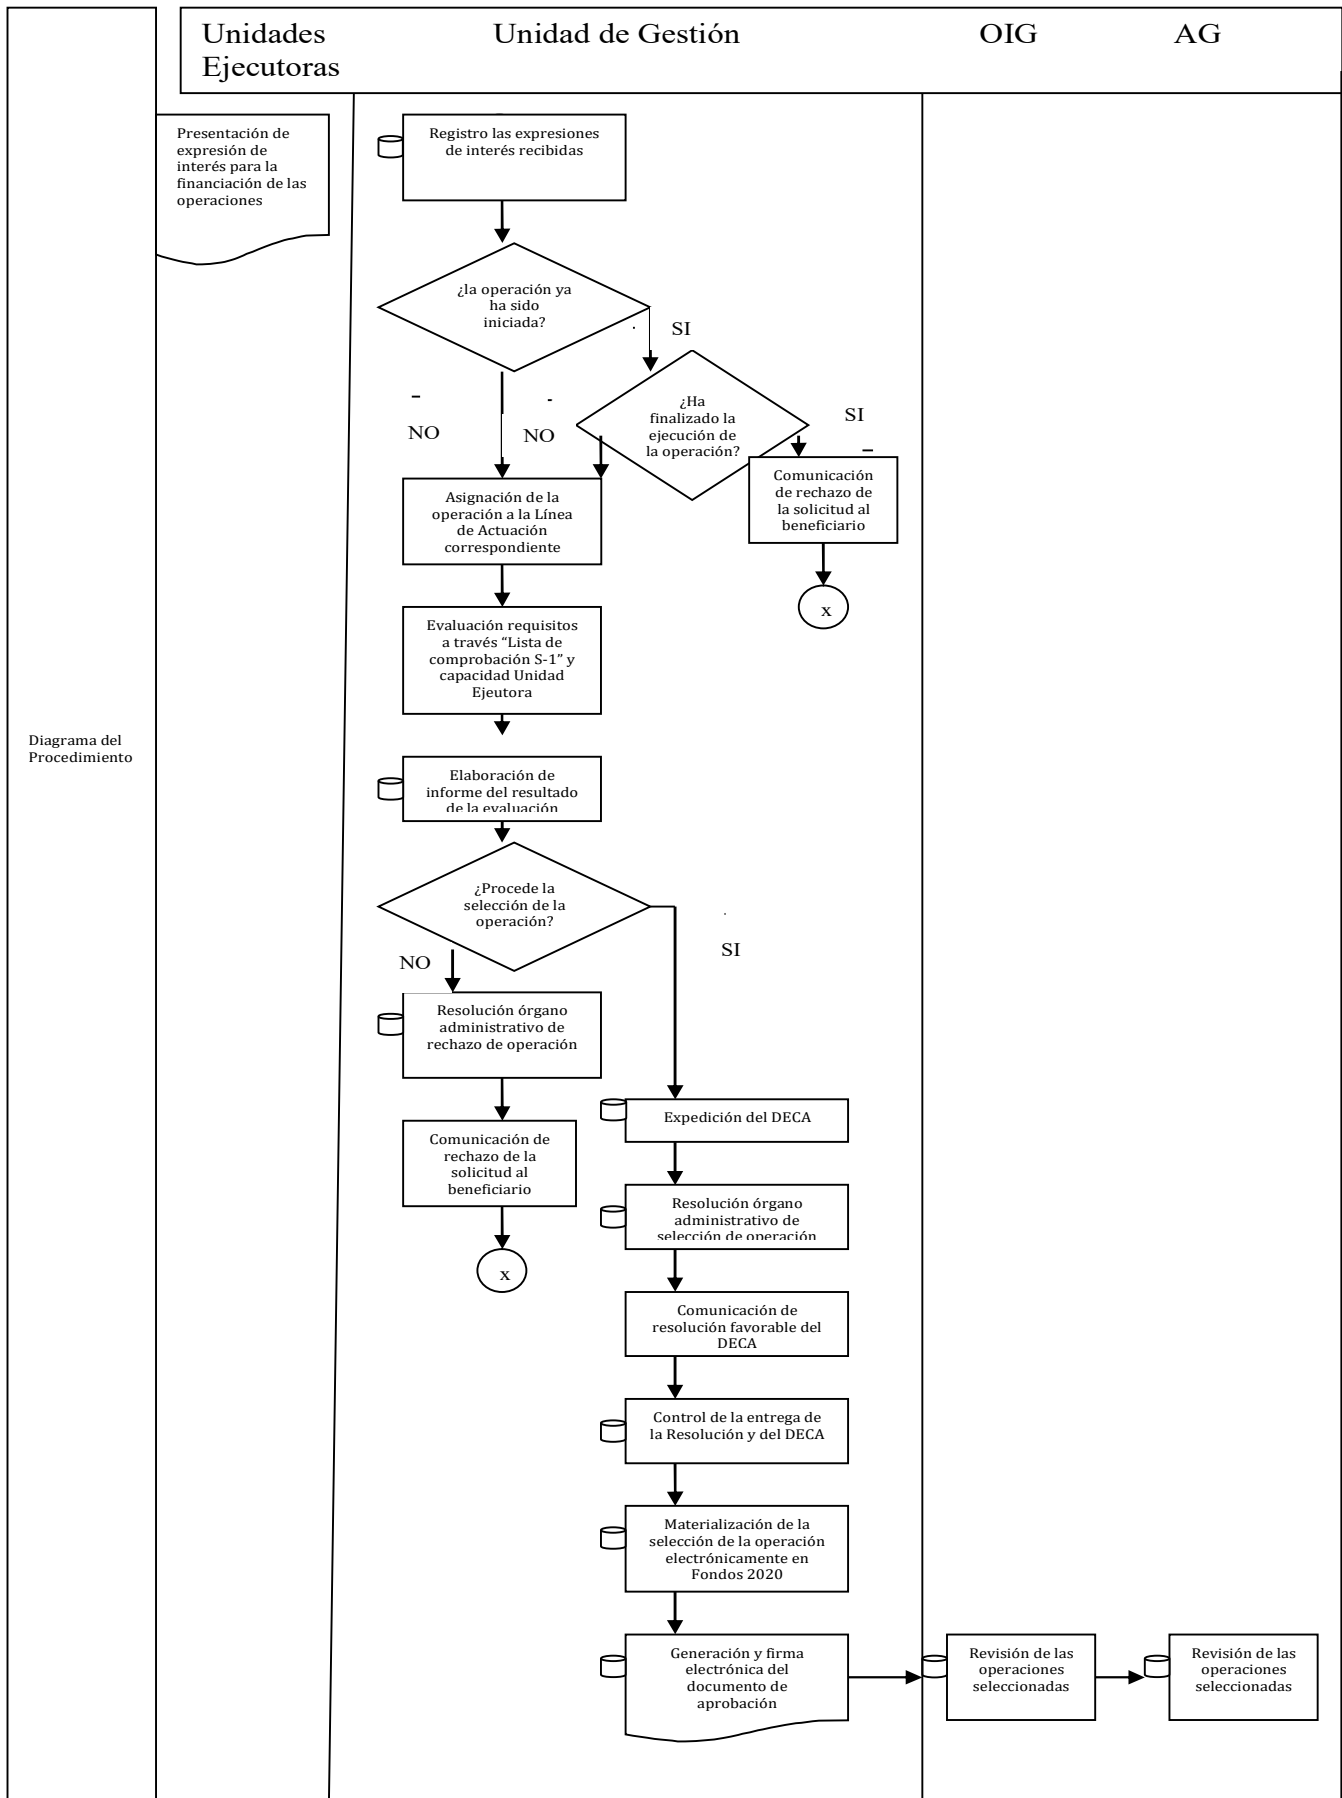 Unidades
Ejecutoras
Unidad de Gestión
OIG
AG
Diagrama del
Procedimiento
Presentación de
expresión de
interés para la
financiación de las
operaciones
Registro las expresiones
de interés recibidas
¿la operación ya
ha sido
iniciada?
SI
¿Ha
finalizado la
ejecución de
la operación?
SI
NO
NO
Comunicación
de rechazo de
la solicitud al
beneficiario
x
Asignación de la
operación a la Línea
de Actuación
correspondiente
Evaluación requisitos
a través “Lista de
comprobación S-1” y
capacidad Unidad
Ejeutora
Elaboración de
informe del resultado
de la evaluación
¿Procede la
selección de la
operación?
SI
NO
Resolución órgano
administrativo de
rechazo de operación
Comunicación de
rechazo de la
solicitud al
beneficiario
x
Expedición del DECA
Resolución órgano
administrativo de
selección de operación
Comunicación de
resolución favorable del
DECA
Control de la entrega de
la Resolución y del DECA
Materialización de la
selección de la operación
electrónicamente en
Fondos 2020
Generación y firma
electrónica del
documento de
aprobación
Revisión de las
operaciones
seleccionadas
Revisión de las
operaciones
seleccionadas